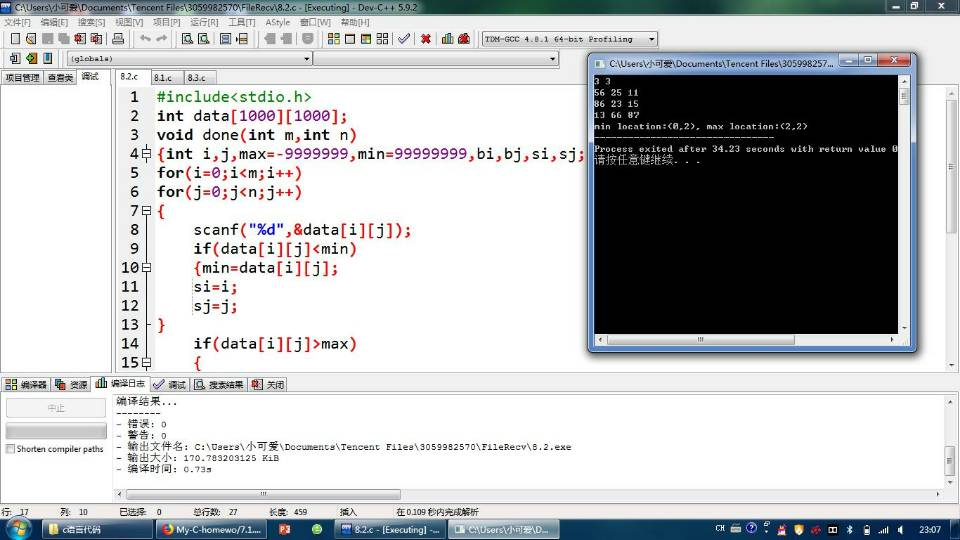 C:\Users\小可爱\Documents\Tencent Files\3059982570\FileRecv\8.2.c - [Executing] - Dev-C++ 5.9.2
文件[F] 编辑[E] 搜索[S] 视图[V] 项目[P] 运行[R] 工具[T] AStyle 窗口[W] 帮助[H]
TDM-GCC 4.8.1 64-bit Profiling
(globals)
项目管理 查看类 调试
8.2.c 8.1.c 8.3.c
1 #include<stdio.h>
2 int data[1000][1000];
3 void done(int m,int n)
4 {int i,j,max=-9999999,min=99999999,bi,bj,si,sj;
5 for(i=0;i<m;i++)
6 for(j=0;j<n;j++)
7 {
8 scanf("%d",&data[i][j]);
9 if(data[i][j]<min)
10 {min=data[i][j];
11 si=i;
12 sj=j;
13 }
14 if(data[i][j]>max)
15 {
C:\Users\小可爱\Documents\Tencent Files\305998257...
3 3
56 25 11
86 23 15
13 66 87
min location:(0,2), max location:(2,2)
--------------------------------
Process exited after 34.23 seconds with return value 0
请按任意键继续. . .
编译器 资源 编译日志 调试 搜索结果 关闭
中止
Shorten compiler paths
编译结果...
--------
- 错误: 0
- 警告: 0
- 输出文件名: C:\Users\小可爱\Documents\Tencent Files\3059982570\FileRecv\8.2.exe
- 输出大小: 170.783203125 KiB
- 编译时间: 0.73s
行: 17 列: 10 已选择: 0 总行数: 27 长度: 459 插入 在 0.109 秒内完成解析
c语言代码 My-C-homewo/7.1.... 8.2.c - [Executing] -... C:\Users\小可爱\D... CH 23:07